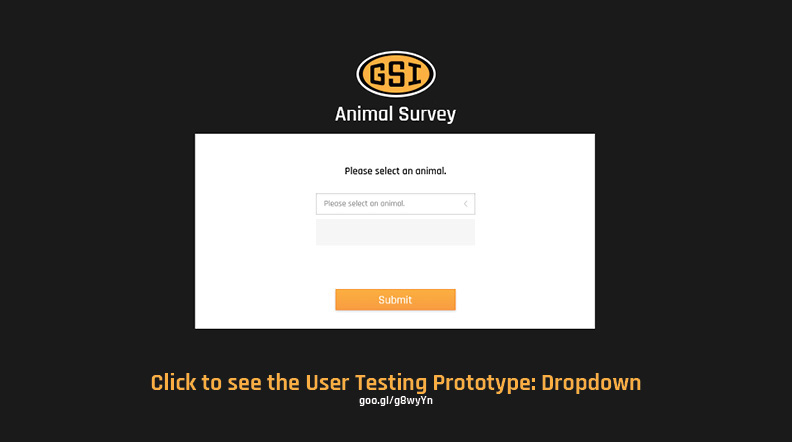 GSI
Animal Survey
Please select an animal.
Please select an animal.
Submit
Click to see the User Testing Prototype: Dropdown
goo.gl/g8wyYn